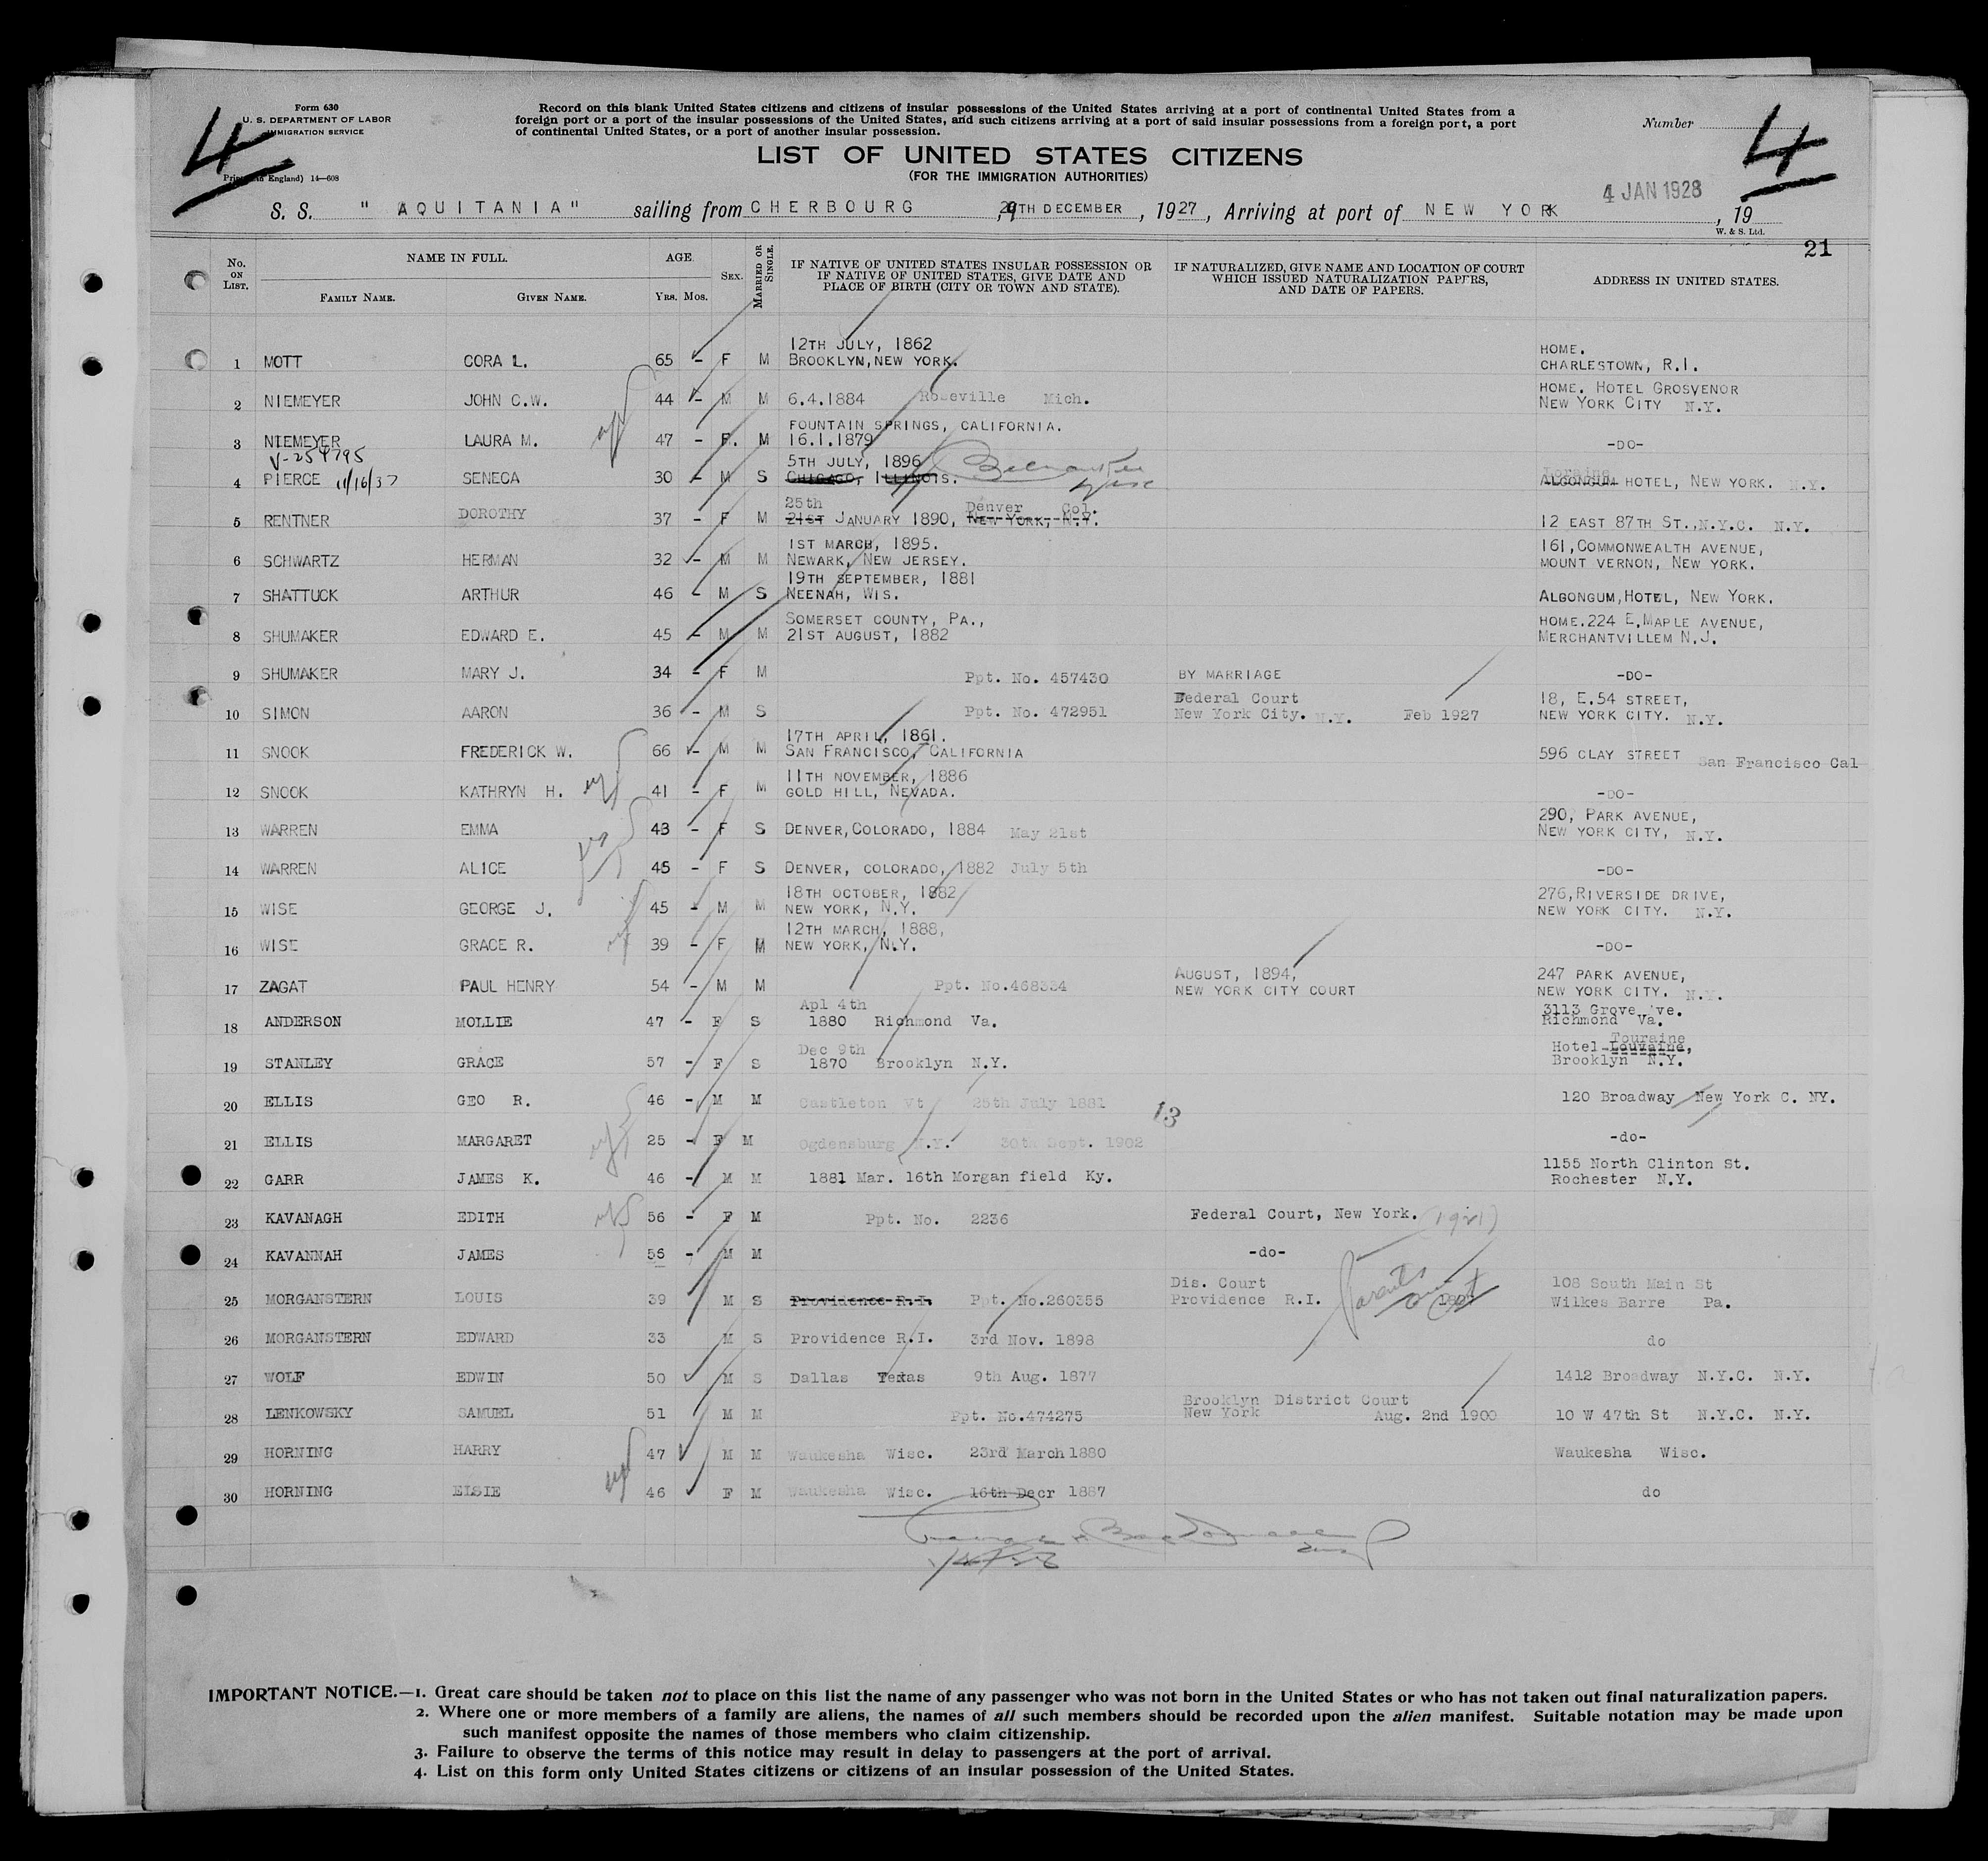 4
Form 630
U. S. DEPARTMENT OF LABOR
IMMIGRATION SERVICE
England) 14—608
Record on this blank United States citizens and citizens of insular possessions of the United States arriving at a port of continental United States from a
foreign port or a port of the insular possessions of the United States, and such citizens arriving at a port of said insular possessions from a foreign port, a port
of continental United States, or a port of another insular possession.
Number
4
LIST OF UNITED STATES CITIZENS
(FOR THE IMMIGRATION AUTHORITIES)
4 JAN 1928
S. S. " AQUITANIA" sailing from CHERBOURG 29TH DECEMBER, 1927, Arriving at port of NEW YORK, 19
W. & S. Ltd.
21
No. ON LIST. NAME IN FULL. AGE. SEX. MARRIED OR SINGLE. IF NATIVE OF UNITED STATES INSULAR POSSESSION OR IF NATIVE OF UNITED STATES, GIVE DATE AND PLACE OF BIRTH (CITY OR TOWN AND STATE). IF NATURALIZED, GIVE NAME AND LOCATION OF COURT WHICH ISSUED NATURALIZATION PAPERS, AND DATE OF PAPERS. ADDRESS IN UNITED STATES.
FAMILY NAME. GIVEN NAME. YRS. MOS.
12TH JULY, 1862 HOME.
1 MOTT CORA L. 65 - F M BROOKLYN, NEW YORK. CHARLESTOWN, R.I.
HOME. HOTEL GROSVENOR
2 NIEMEYER JOHN C.W. 44 - M M 6.4.1884 Roseville Mich. NEW YORK CITY N.Y.
FOUNTAIN SPRINGS, CALIFORNIA.
3 NIEMEYER LAURA M. 47 - F. M 16.1.1879 -DO-
V-254795 5TH JULY, 1896 Loraine
4 PIERCE 11/16/37 SENECA 30 - M S CHICAGO, ILLINOIS. ALGONGUM HOTEL, NEW YORK. N.Y.
25th Denver Col.
5 RENTNER DOROTHY 37 - F M 21ST JANUARY 1890, NEW YORK, N.Y. 12 EAST 87TH ST., N.Y.C. N.Y.
1ST MARCH, 1895. 161, COMMONWEALTH AVENUE,
6 SCHWARTZ HERMAN 32 - M M NEWARK, NEW JERSEY. MOUNT VERNON, NEW YORK.
19TH SEPTEMBER, 1881
7 SHATTUCK ARTHUR 46 - M S NEENAH, WIS. ALGONGUM, HOTEL, NEW YORK.
SOMERSET COUNTY, PA., HOME. 224 E, MAPLE AVENUE,
8 SHUMAKER EDWARD E. 45 - M M 21ST AUGUST, 1882 MERCHANTVILLEM N.J.
9 SHUMAKER MARY J. 34 - F M Ppt. No. 457430 BY MARRIAGE -DO-
Federal Court 18, E.54 STREET,
10 SIMON AARON 36 - M S Ppt. No. 472951 New York City. N.Y. Feb 1927 NEW YORK CITY. N.Y.
17TH APRIL, 1861.
11 SNOOK FREDERICK W. 66 - M M SAN FRANCISCO, CALIFORNIA 596 CLAY STREET San Francisco Cal
11TH NOVEMBER, 1886
12 SNOOK KATHRYN H. 41 - F M GOLD HILL, NEVADA. -DO-
290, PARK AVENUE,
13 WARREN EMMA 43 - F S DENVER, COLORADO, 1884 May 21st NEW YORK CITY, N.Y.
14 WARREN ALICE 45 - F S DENVER, COLORADO, 1882 July 5th -DO-
18TH OCTOBER, 1882 276, RIVERSIDE DRIVE,
15 WISE GEORGE J. 45 - M M NEW YORK, N.Y. NEW YORK CITY. N.Y.
12TH MARCH, 1888,
16 WISE GRACE R. 39 - F M NEW YORK, N.Y. -DO-
AUGUST, 1894, 247 PARK AVENUE,
17 ZAGAT PAUL HENRY 54 - M M Ppt. No.468334 NEW YORK CITY COURT NEW YORK CITY. N.Y.
Apl 4th 3113 Grove ve.
18 ANDERSON MOLLIE 47 - F S 1880 Richmond Va. Richmond Va.
Dec 9th Touraine
Hotel Louvaine,
19 STANLEY GRACE 57 - F S 1870 Brooklyn N.Y. Brooklyn N.Y.
20 ELLIS GEO R. 46 - M M Castleton Vt 25th July 1881 120 Broadway New York C. NY.
13
21 ELLIS MARGARET 25 - F M Ogdensburg N.Y. 30th Sept. 1902 -do-
1155 North Clinton St.
22 GARR JAMES K. 46 - M M 1881 Mar. 16th Morgan field Ky. Rochester N.Y.
23 KAVANAGH EDITH 56 - F M Ppt. No. 2236 Federal Court, New York. (1921)
24 KAVANNAH JAMES 56 - M M -do-
Dis. Court 108 South Main St
25 MORGANSTERN LOUIS 39 M S Providence R.I. Ppt. No.260355 Providence R.I. Wilkes Barre Pa.
26 MORGANSTERN EDWARD 33 M S Providence R.I. 3rd Nov. 1898 do
27 WOLF EDWIN 50 M S Dallas Texas 9th Aug. 1877 1412 Broadway N.Y.C. N.Y.
Brooklyn District Court
28 LENKOWSKY SAMUEL 51 M M Ppt. No.474275 New York Aug. 2nd 1900 10 W 47th St N.Y.C. N.Y.
29 HORNING HARRY 47 M M Waukesha Wisc. 23rd March 1880 Waukesha Wisc.
30 HORNING ELSIE 46 F M Waukesha Wisc. 16th Decr 1887 do
IMPORTANT NOTICE.—1. Great care should be taken not to place on this list the name of any passenger who was not born in the United States or who has not taken out final naturalization papers.
2. Where one or more members of a family are aliens, the names of all such members should be recorded upon the alien manifest. Suitable notation may be made upon
such manifest opposite the names of those members who claim citizenship.
3. Failure to observe the terms of this notice may result in delay to passengers at the port of arrival.
4. List on this form only United States citizens or citizens of an insular possession of the United States.